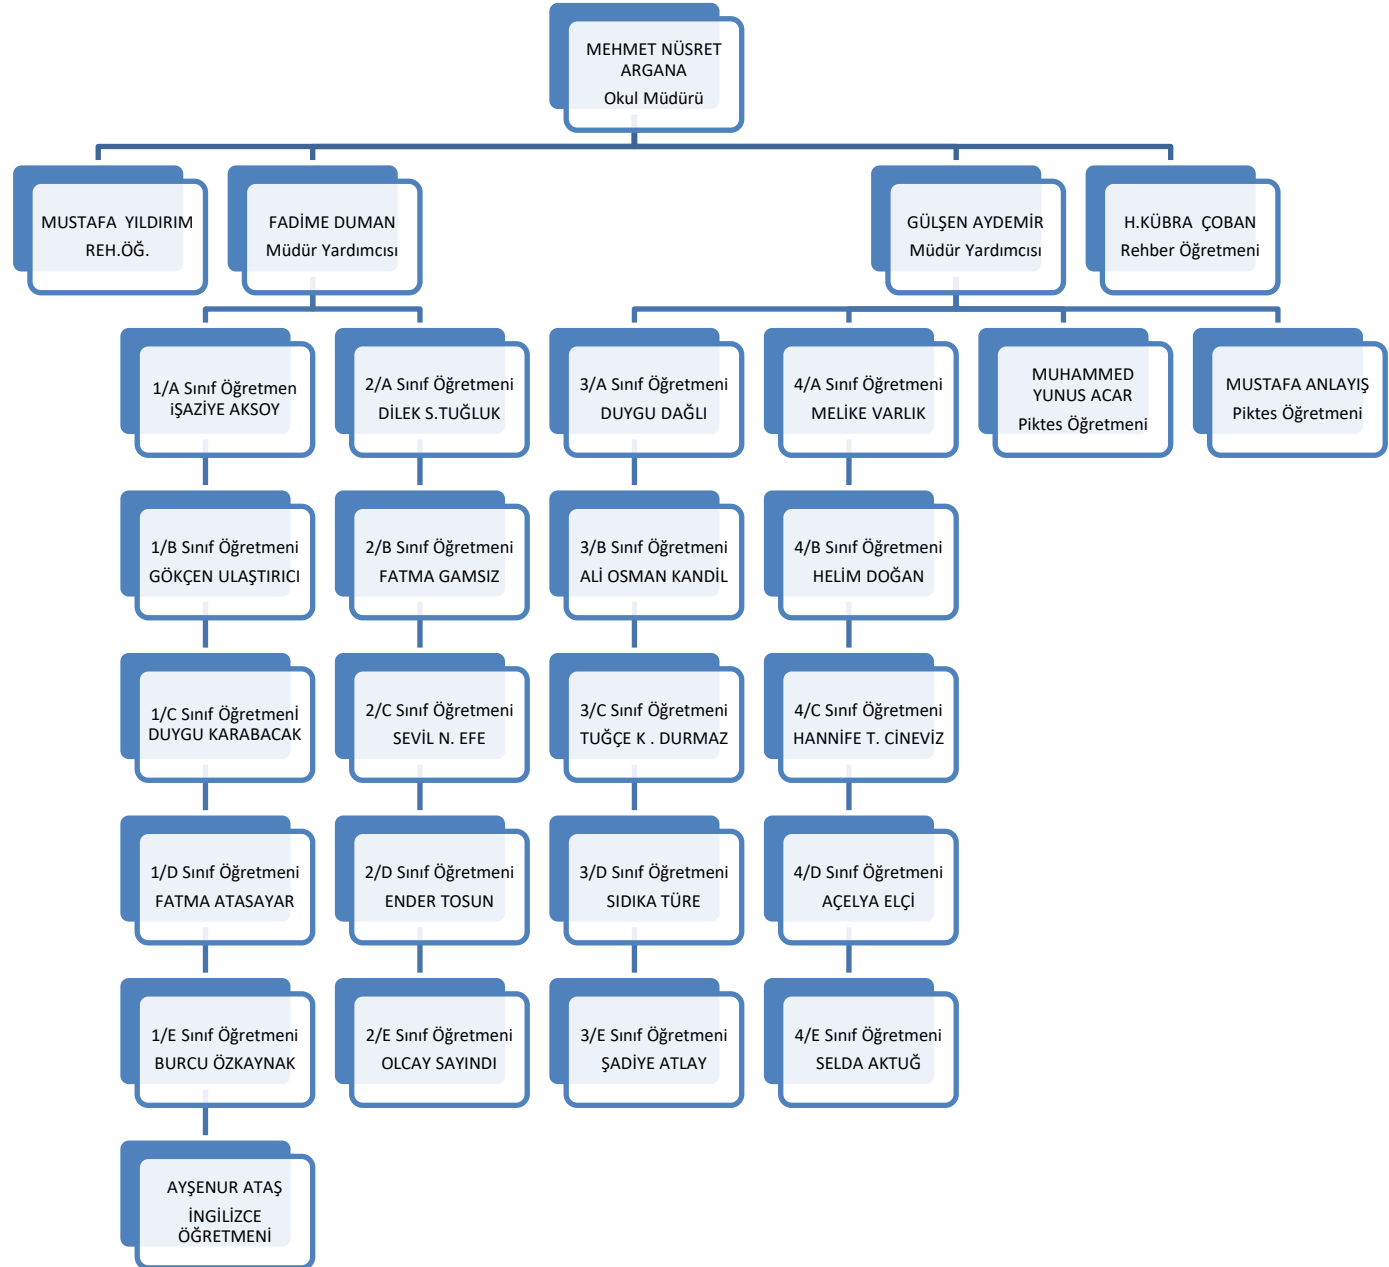 MEHMET NÜSRET
ARGANA
Okul Müdürü
MUSTAFA YILDIRIM
REH.ÖĞ.
FADİME DUMAN
Müdür Yardımcısı
GÜLŞEN AYDEMİR
Müdür Yardımcısı
H.KÜBRA ÇOBAN
Rehber Öğretmeni
1/A Sınıf Öğretmen
iŞAZİYE AKSOY
2/A Sınıf Öğretmeni
DİLEK S.TUĞLUK
3/A Sınıf Öğretmeni
DUYGU DAĞLI
4/A Sınıf Öğretmeni
MELİKE VARLIK
MUHAMMED
YUNUS ACAR
Piktes Öğretmeni
MUSTAFA ANLAYIŞ
Piktes Öğretmeni
1/B Sınıf Öğretmeni
GÖKÇEN ULAŞTIRICI
2/B Sınıf Öğretmeni
FATMA GAMSIZ
3/B Sınıf Öğretmeni
ALİ OSMAN KANDİL
4/B Sınıf Öğretmeni
HELİM DOĞAN
1/C Sınıf Öğretmenİ
DUYGU KARABACAK
2/C Sınıf Öğretmeni
SEVİL N. EFE
3/C Sınıf Öğretmeni
TUĞÇE K . DURMAZ
4/C Sınıf Öğretmeni
HANNİFE T. CİNEVİZ
1/D Sınıf Öğretmeni
FATMA ATASAYAR
2/D Sınıf Öğretmeni
ENDER TOSUN
3/D Sınıf Öğretmeni
SIDIKA TÜRE
4/D Sınıf Öğretmeni
AÇELYA ELÇİ
1/E Sınıf Öğretmeni
BURCU ÖZKAYNAK
2/E Sınıf Öğretmeni
OLCAY SAYINDI
3/E Sınıf Öğretmeni
ŞADİYE ATLAY
4/E Sınıf Öğretmeni
SELDA AKTUĞ
AYŞENUR ATAŞ
İNGİLİZCE
ÖĞRETMENİ